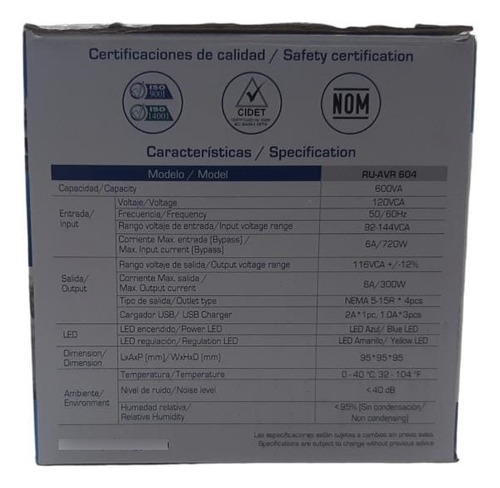 Certificaciones de calidad / Safety certification
ISO
9001
ISO
14001
CIDET
NOM
Características / Specification
Modelo / Model RU-AVR 604
Capacidad/Capacity 600VA
Entrada/
Input
Voltaje/Voltage 120VCA
Frecuencia/Frequency 50/60Hz
Rango voltaje de entrada/Input voltage range 92-144VCA
Corriente Max. entrada (Bypass) /
Max. Input current (Bypass) 6A/720W
Salida/
Output
Rango voltaje de salida/Output voltage range 116VCA +/-12%
Corriente Max. salida /
Max. Output current 6A/300W
Tipo de salida/Outlet type NEMA 5-15R * 4pcs
Cargador USB/ USB Charger 2A*1pc, 1.0A*3pcs
LED
LED encendido/Power LED LED Azul/ Blue LED
LED regulación/Regulation LED LED Amarillo/ Yellow LED
Dimensión/
Dimension
LxAxP (mm)/WxHxD (mm) 95*95*95
Ambiente/
Environment
Temperatura/Temperature 0 - 40 °C, 32 - 104 °F
Nivel de ruido/Noise level <40 dB
Humedad relativa/
Relative Humidity
<95% (Sin condensación/
Non condensing)
Las especificaciones están sujetas a cambios sin previo aviso.
Specifications are subject to change without previous advice